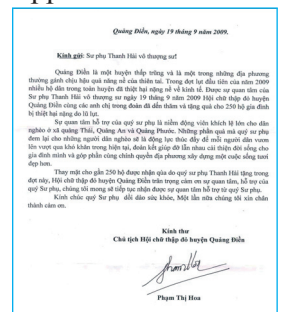 Quảng Điền, ngày 19 tháng 9 năm 2009.
Kính gửi: Sư phụ Thanh Hải vô thượng sư!
Quảng Điền là một huyện thấp trũng và là một trong những địa phương
thường gánh chịu hậu quả nặng nề của thiên tai. Trong đợt lụt đầu tiên của năm 2009
nhiều hộ dân trong toàn huyện đã thiệt hại nặng nề về kinh tế. Được sự quan tâm của
Sư phụ Thanh Hải vô thượng sư ngày 19 tháng 9 năm 2009 Hội chữ thập đỏ huyện
Quảng Điền cùng các anh chị trong đoàn đã đến thăm và tặng quà cho 250 hộ gia đình
bị thiệt hại nặng do lũ lụt.
Sự quan tâm hỗ trợ của quý sư phụ là niềm động viên khích lệ lớn cho dân
nghèo ở xã quảng Thái, Quảng An và Quảng Phước. Những phần quà mà quý sư phụ
đem lại cho những người dân nghèo sẽ là động lực thúc đẩy để mỗi người dân vươn
lên vượt qua khó khăn trong hiện tại, đoàn kết giúp đỡ lẫn nhau cải thiện đời sống cho
gia đình mình và góp phần cùng chính quyền địa phương xây dựng một cuộc sống tươi
đẹp hơn.
Thay mặt cho gần 250 hộ được nhận qùa do quý sư phụ Thanh Hải tặng trong
đợt này, Hội chữ thập đỏ huyện Quảng Điền trân trọng cảm ơn sự quan tâm, hỗ trợ của
quý Sư phụ, chúng tôi mong sẽ tiếp tục nhận được sự quan tâm hỗ trợ từ quý Sư phụ.
Kính chúc quý Sư phụ dồi dào sức khỏe, Một lần nữa chúng tôi xin chân
thành cảm ơn.
Kính thư
Chủ tịch Hội chữ thập đỏ huyện Quảng Điền
Phạm Thị Hoa